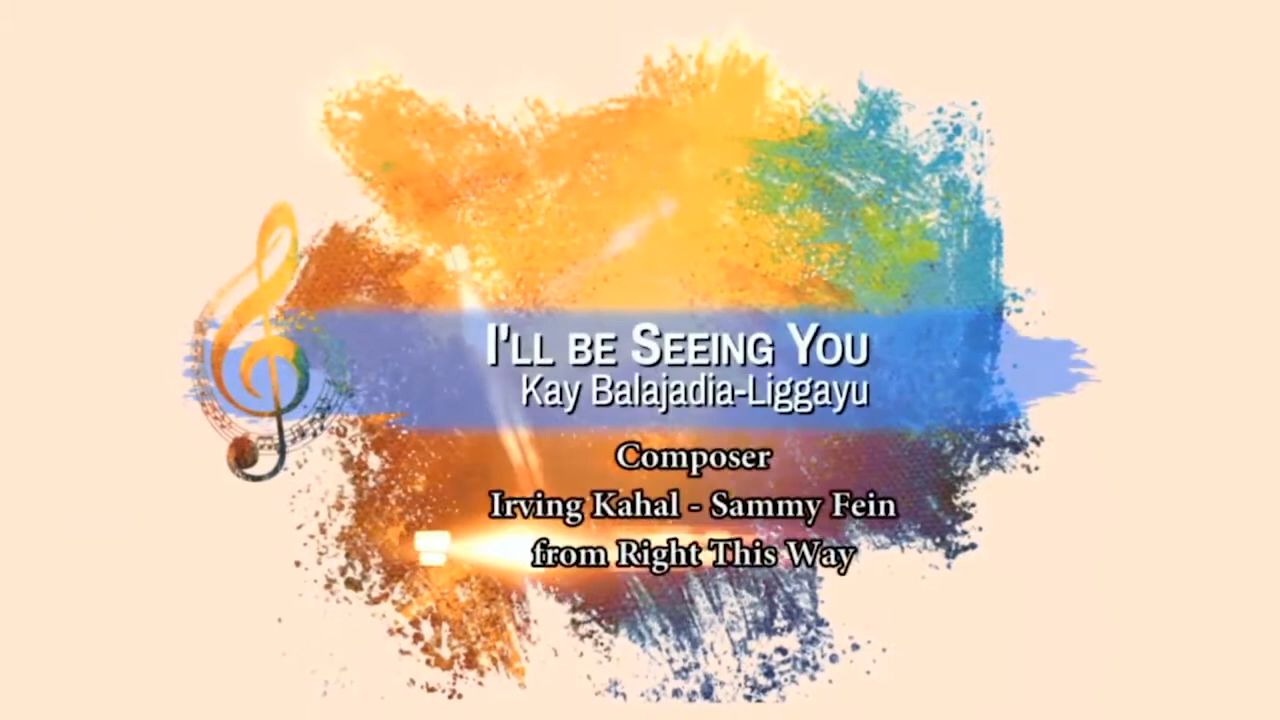 I'LL BE SEEING YOU
Kay Balajadia-Liggayu
Composer
Irving Kahal - Sammy Fein
from Right This Way